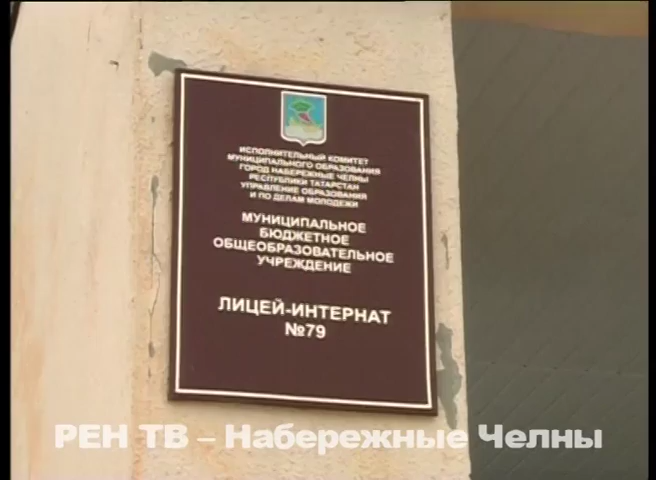 ИСПОЛНИТЕЛЬНЫЙ КОМИТЕТ
МУНИЦИПАЛЬНОГО ОБРАЗОВАНИЯ
ГОРОД НАБЕРЕЖНЫЕ ЧЕЛНЫ
РЕСПУБЛИКИ ТАТАРСТАН
УПРАВЛЕНИЕ ОБРАЗОВАНИЯ
И ПО ДЕЛАМ МОЛОДЕЖИ
МУНИЦИПАЛЬНОЕ
БЮДЖЕТНОЕ
ОБЩЕОБРАЗОВАТЕЛЬНОЕ
УЧРЕЖДЕНИЕ
ЛИЦЕЙ-ИНТЕРНАТ
№79
РЕН ТВ – Набережные Челны